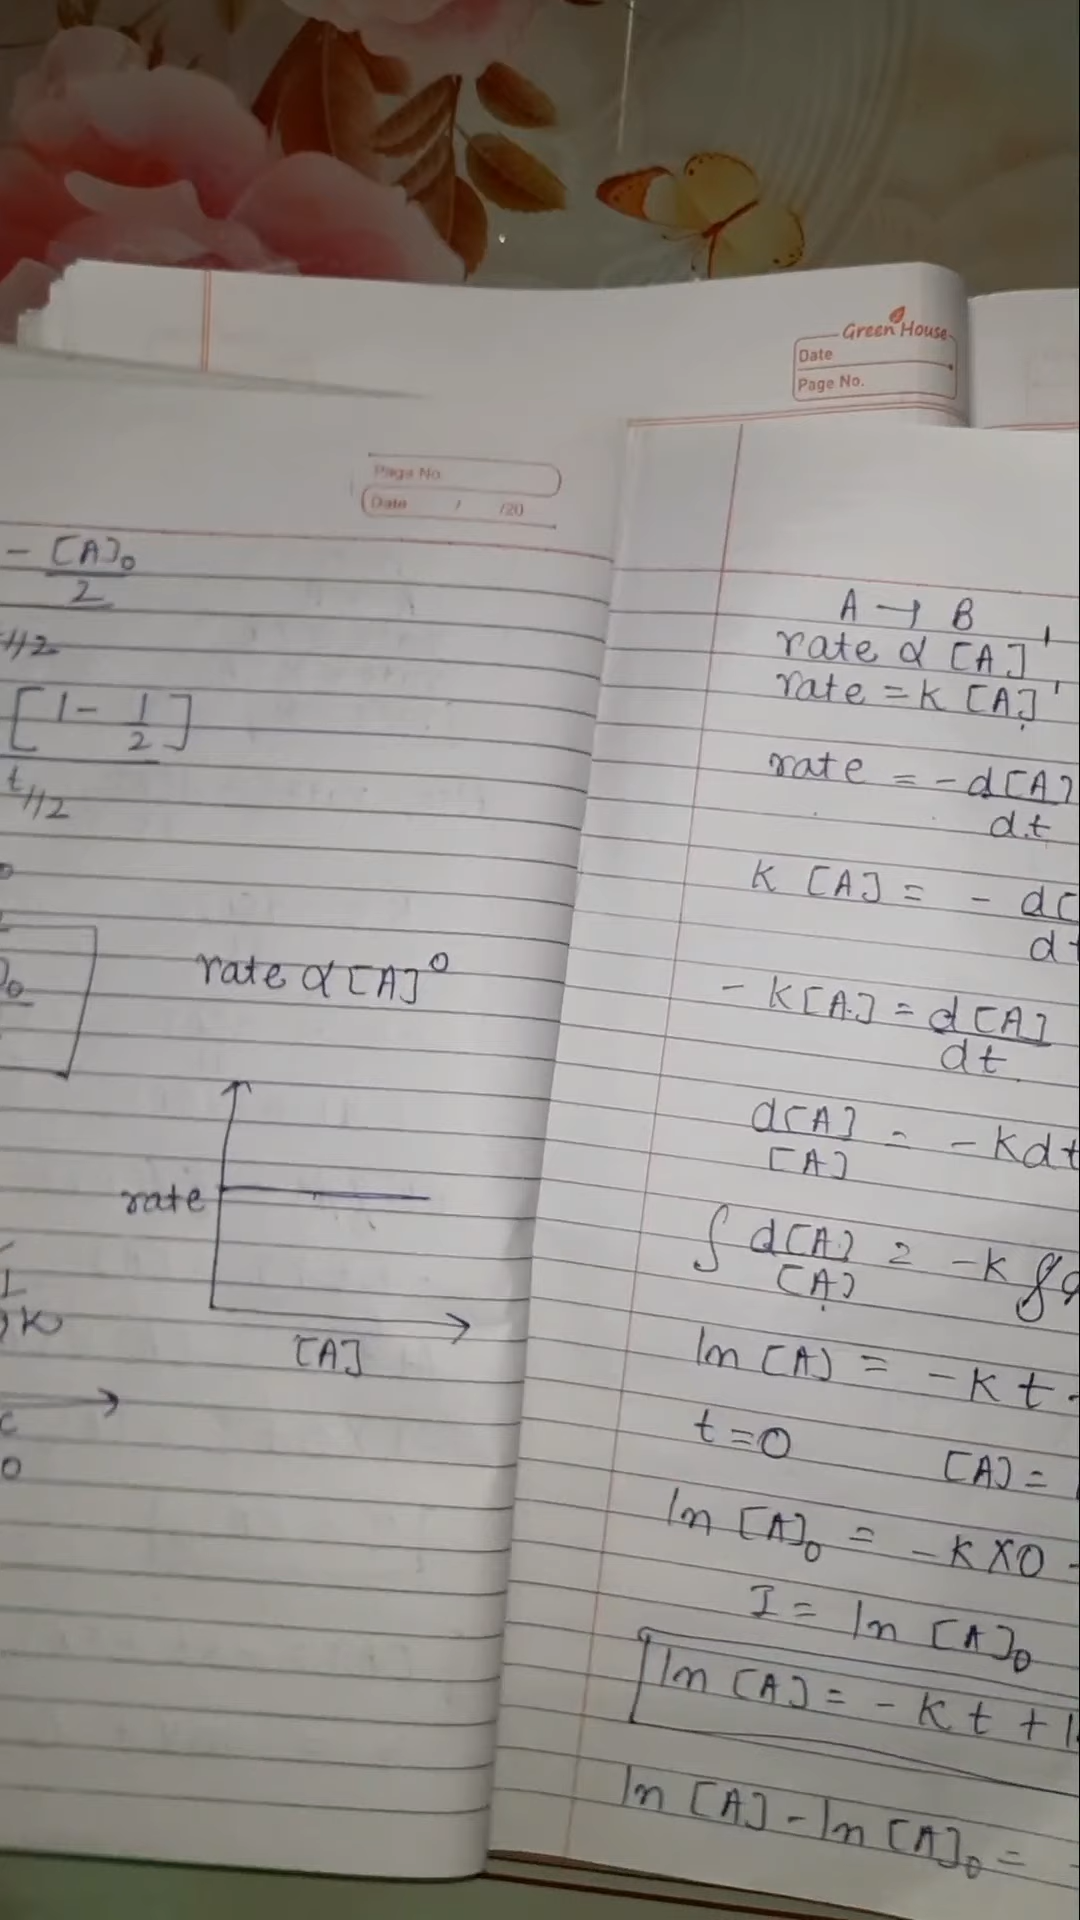 Green House
Date
Page No.
Page No.
Date / /20
- [A]₀
2
t1/2
[1 - 1
2]
t1/2
rate ∝ [A]⁰
rate
[A]
K
0
A → B
rate ∝ [A]¹
rate = K [A]¹
rate = - d[A]
dt
K [A] = - d[
dt
- K[A] = d[A]
dt
d[A] = - Kdt
[A]
∫ d[A] = -K ∫d
[A]
ln [A] = - K t
t = 0 [A] =
ln [A]₀ = - K X 0
I = ln [A]₀
ln [A] = - K t + l
ln [A] - ln [A]₀ =